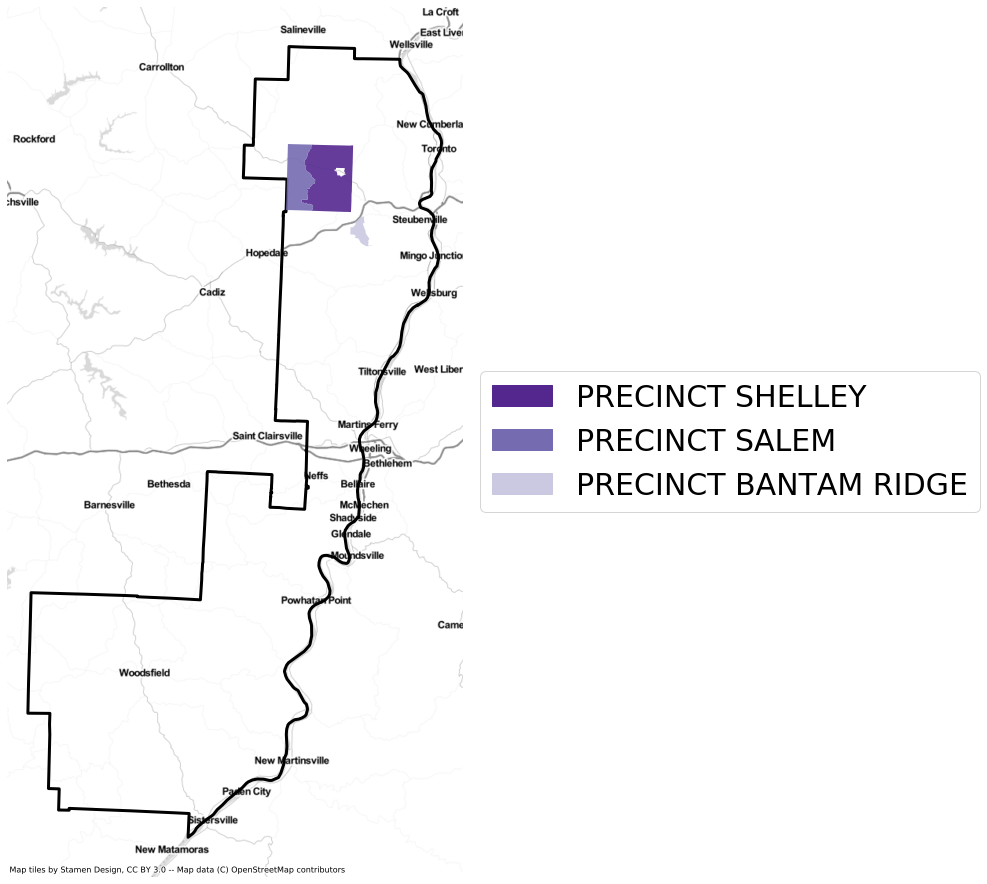 La Croft
Salineville
East Liver
Wellsville
Carrollton
New Cumberla
Rockford
Toronto
chsville
Steubenville
Hopedale
Mingo Junction
Cadiz
Wellsburg
Tiltonsville
West Liber
PRECINCT SHELLEY
PRECINCT SALEM
PRECINCT BANTAM RIDGE
Martins Ferry
Saint Clairsville
Wheeling
Bethlehem
Neffs
Bethesda
Bellaire
Barnesville
McMechen
Shadyside
Glendale
Moundsville
Powhatan Point
Came
Woodsfield
New Martinsville
Paden City
Sistersville
New Matamoras
Map tiles by Stamen Design, CC BY 3.0 -- Map data (C) OpenStreetMap contributors